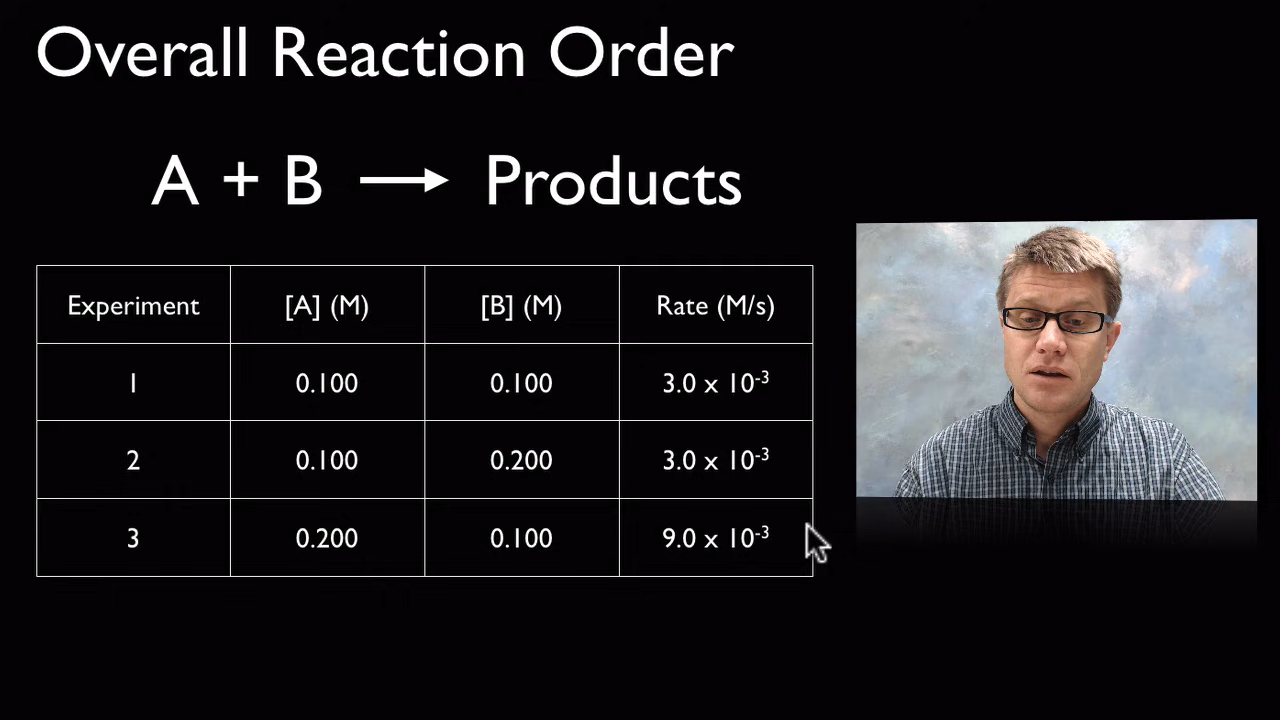 Overall Reaction Order
A + B → Products
Experiment [A] (M) [B] (M) Rate (M/s)
1 0.100 0.100 3.0 x 10⁻³
2 0.100 0.200 3.0 x 10⁻³
3 0.200 0.100 9.0 x 10⁻³